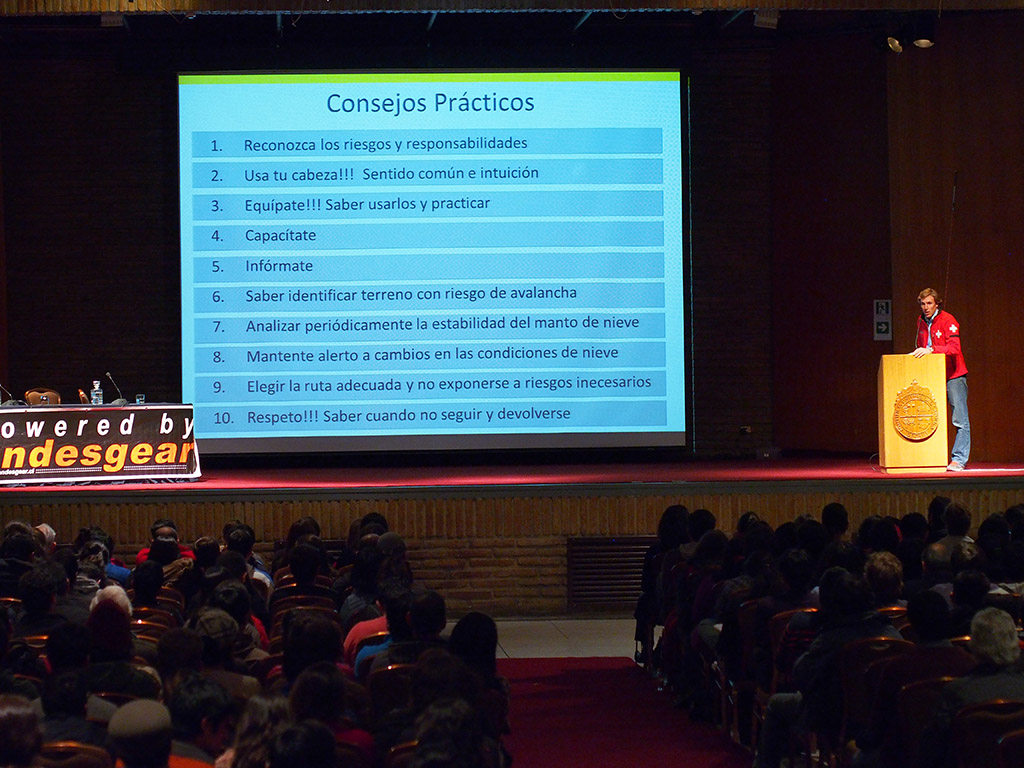 Consejos Prácticos
1. Reconozca los riesgos y responsabilidades
2. Usa tu cabeza!!! Sentido común e intuición
3. Equípate!!! Saber usarlos y practicar
4. Capacítate
5. Infórmate
6. Saber identificar terreno con riesgo de avalancha
7. Analizar periódicamente la estabilidad del manto de nieve
8. Mantente alerto a cambios en las condiciones de nieve
9. Elegir la ruta adecuada y no exponerse a riesgos inecesarios
10. Respeto!!! Saber cuando no seguir y devolverse
owered by
ndesgear